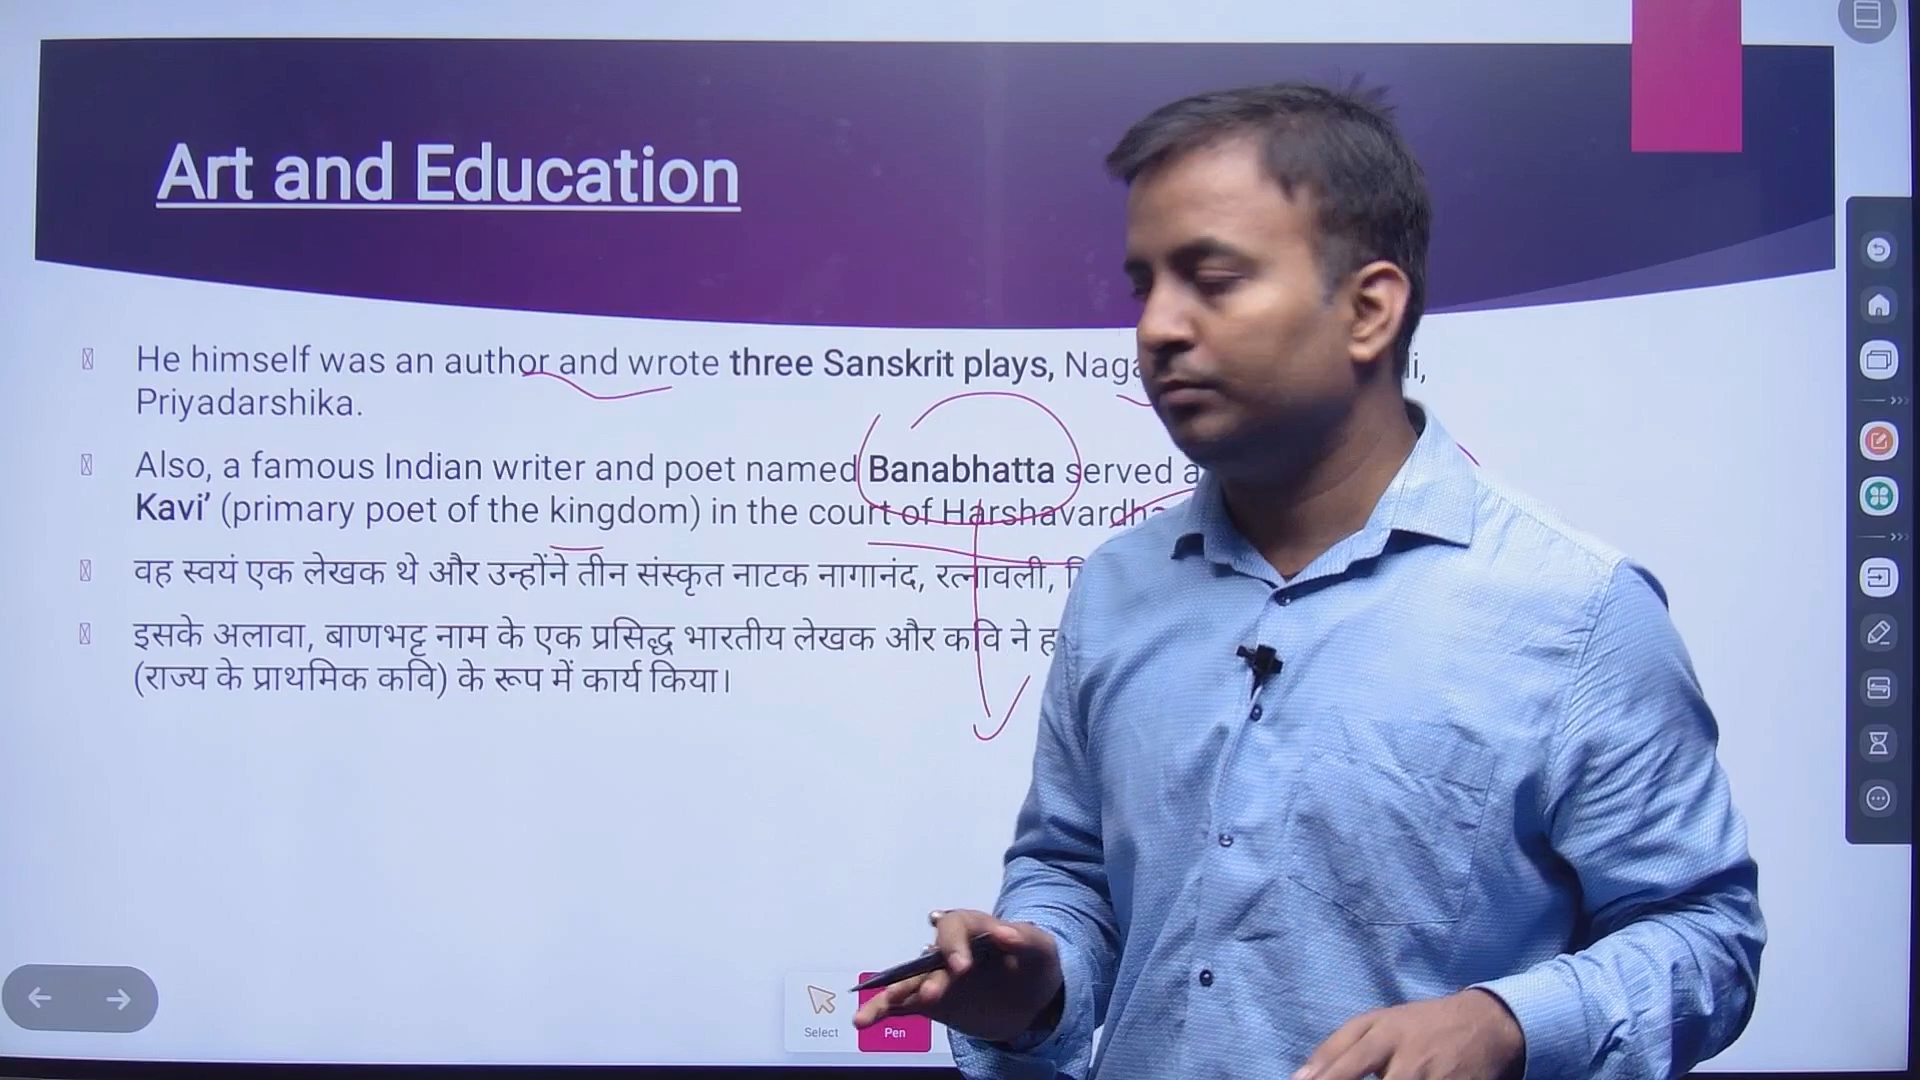 Art and Education
He himself was an author and wrote three Sanskrit plays,
Priyadarshika.
Also, a famous Indian writer and poet named Banabhatta served
Kavi’ (primary poet of the kingdom) in the court of
वह स्वयं एक लेखक थे और उन्होंने तीन संस्कृत नाटक नागानंद, रत्नावली,
इसके अलावा, बाणभट्ट नाम के एक प्रसिद्ध भारतीय लेखक और कवि ने
(राज्य के प्राथमिक कवि) के रूप में कार्य किया।
Select
Pen